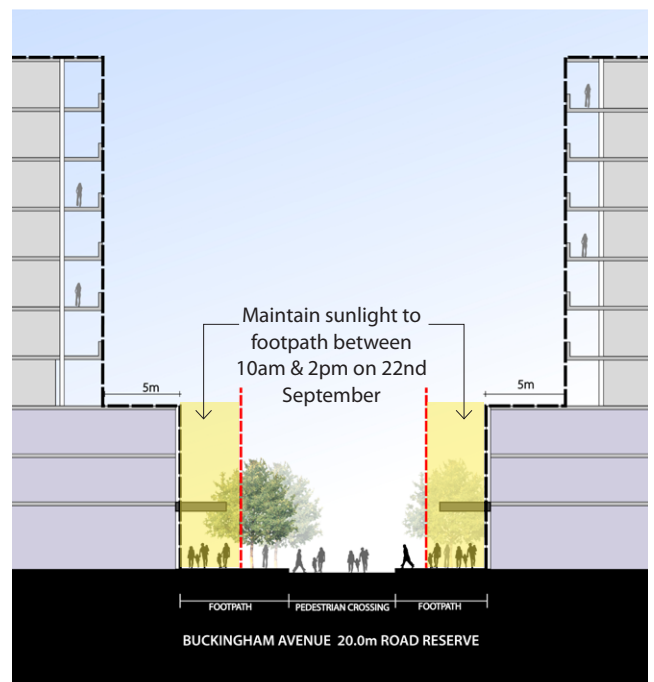 Maintain sunlight to
footpath between
10am & 2pm on 22nd
September
5m
5m
FOOTPATH
PEDESTRIAN CROSSING
FOOTPATH
BUCKINGHAM AVENUE 20.0m ROAD RESERVE